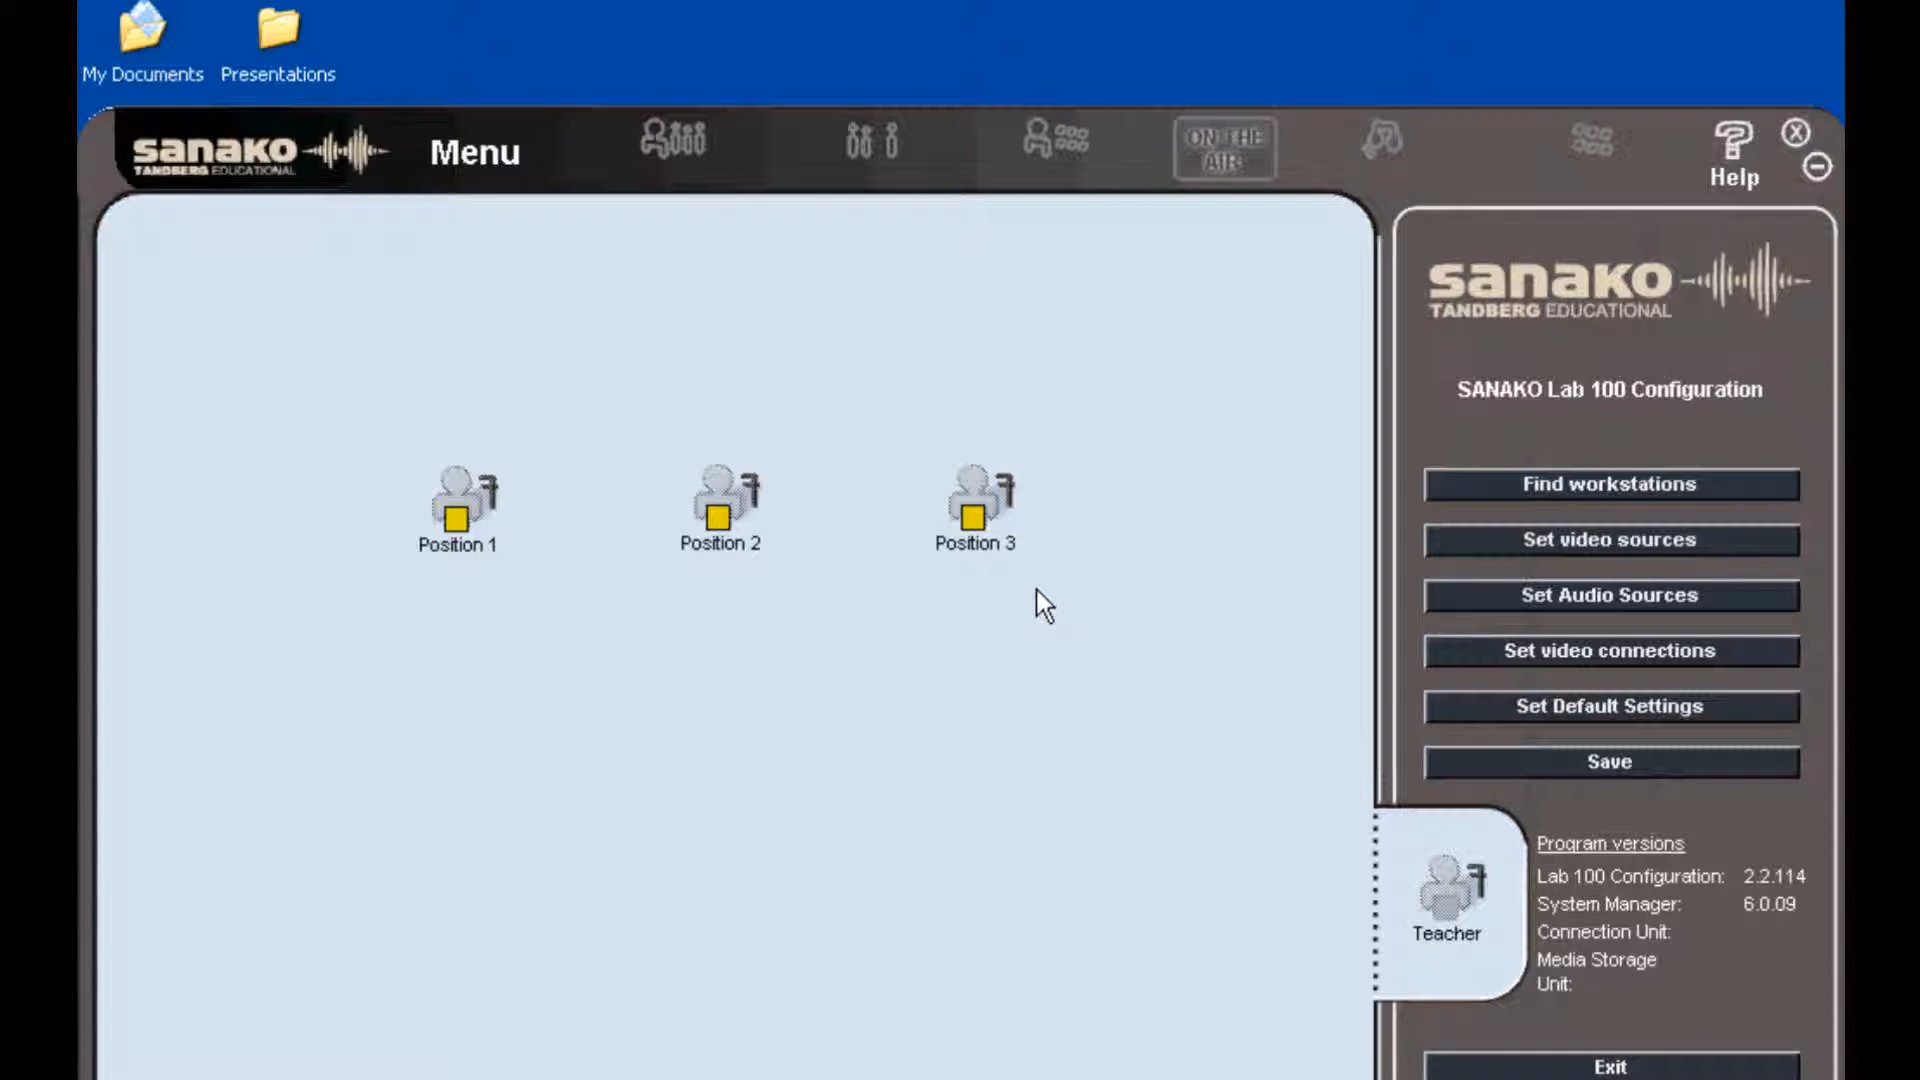 My Documents
Presentations
sanako
TANDBERG EDUCATIONAL
Menu
ON THE
AIR
Help
sanako
TANDBERG EDUCATIONAL
SANAKO Lab 100 Configuration
Position 1
Position 2
Position 3
Find workstations
Set video sources
Set Audio Sources
Set video connections
Set Default Settings
Save
Teacher
Program versions
Lab 100 Configuration: 2.2.114
System Manager: 6.0.09
Connection Unit:
Media Storage
Unit:
Exit